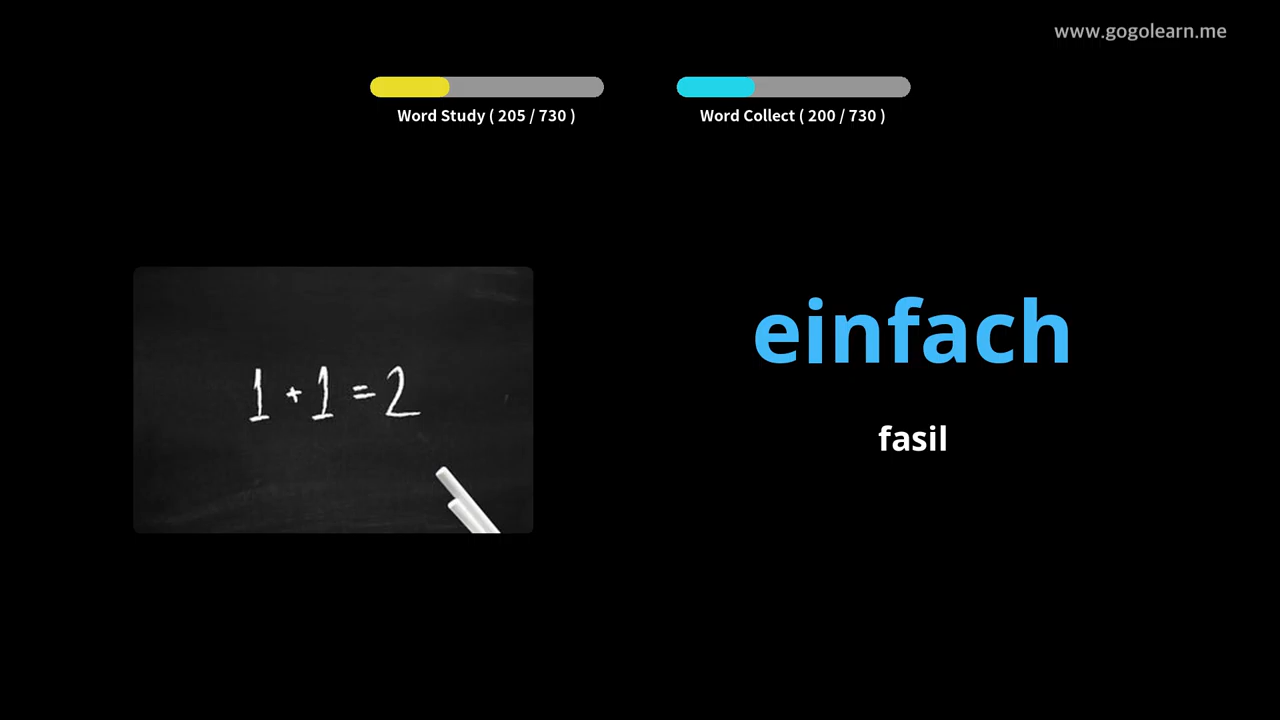 www.gogolearn.me
Word Study ( 205 / 730 )
Word Collect ( 200 / 730 )
1 + 1 = 2
einfach
fasil